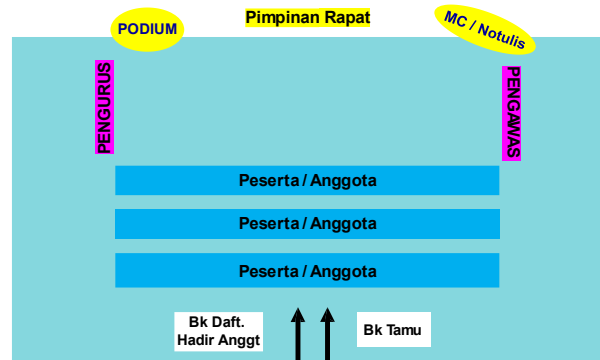 PODIUM
Pimpinan Rapat
MC / Notulis
PENGURUS
PENGAWAS
Peserta / Anggota
Peserta / Anggota
Peserta / Anggota
Bk Daft.
Hadir Anggt
Bk Tamu